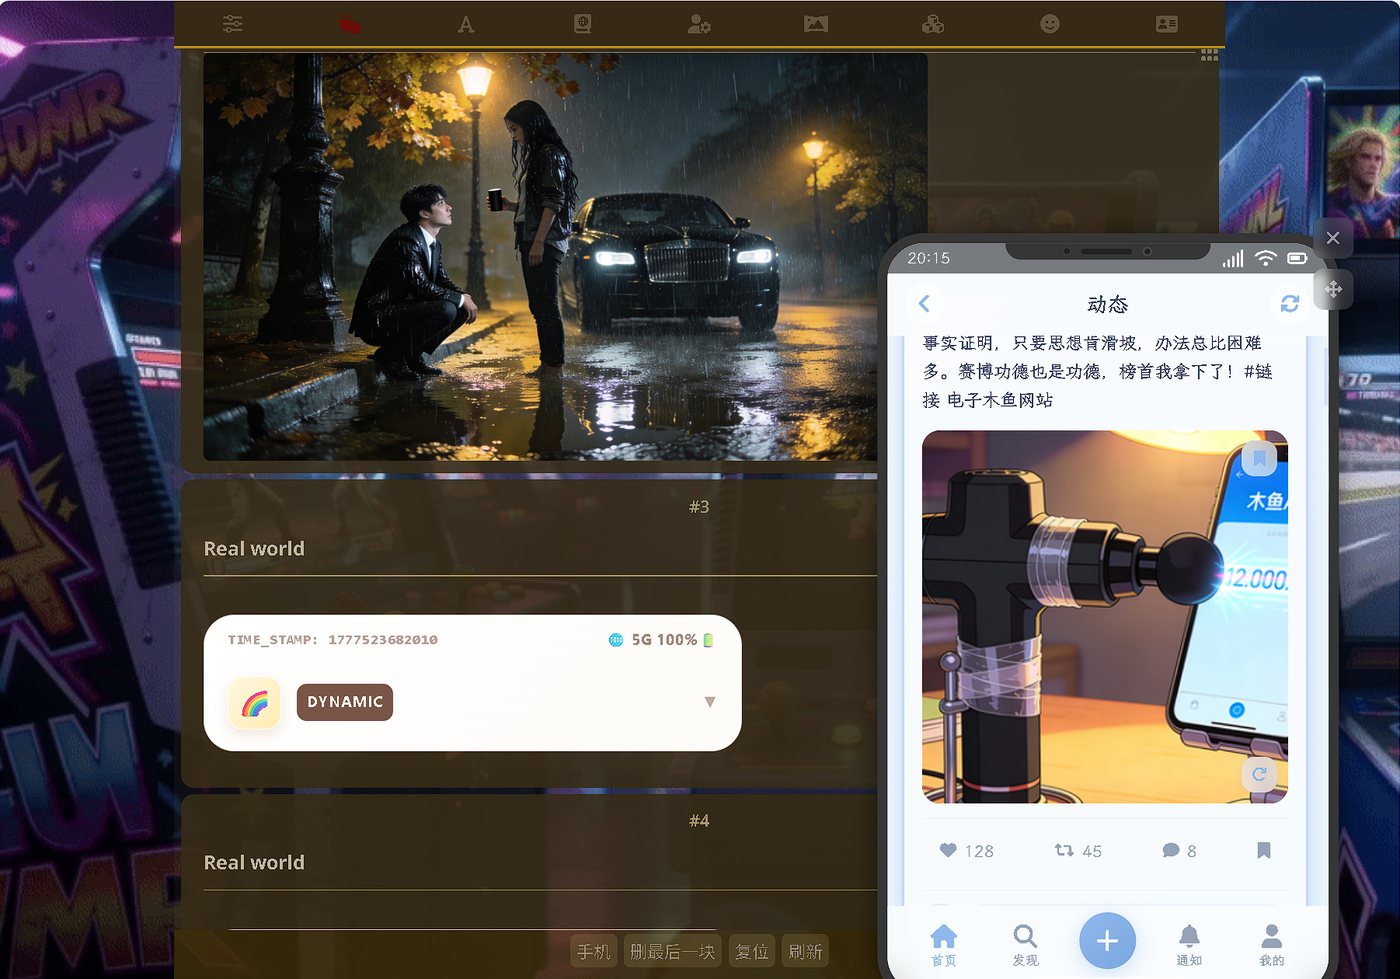 #3
Real world
TIME_STAMP: 1777523682010
5G 100%
DYNAMIC
▼
#4
Real world
手机 删最后一块 复位 刷新
20:15
动态
事实证明，只要思想肯滑坡，办法总比困难
多。赛博功德也是功德，榜首我拿下了！#链
接 电子木鱼网站
木鱼
12.000
128 45 8
首页 发现 通知 我的